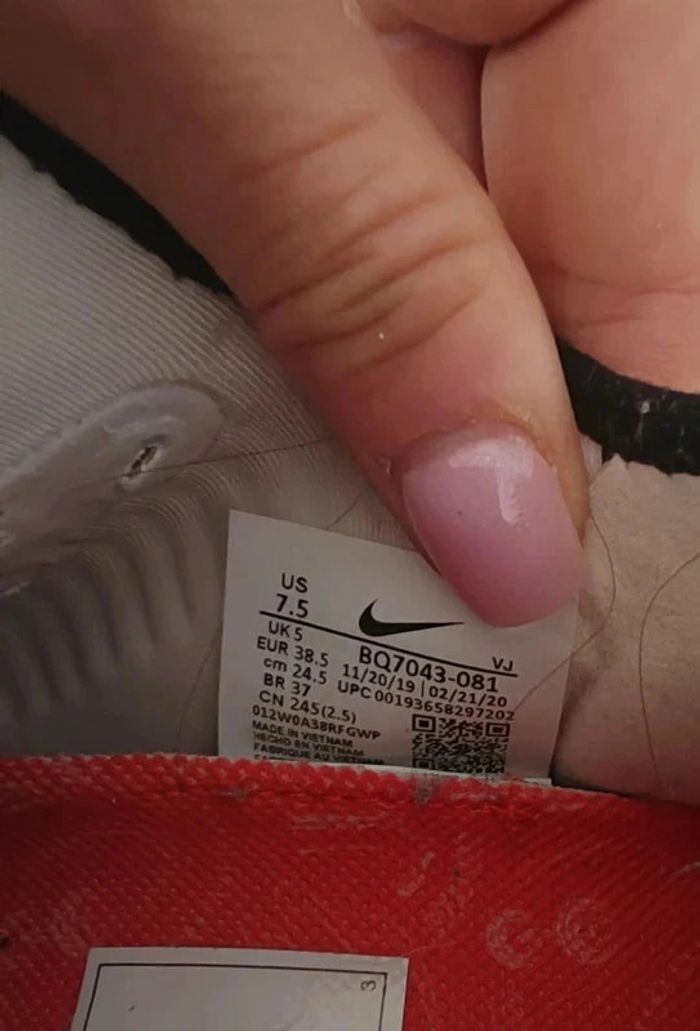 US
7.5
UK 5
EUR 38.5
cm 24.5
BR 37
CN 245(2.5)
012W0A38RFGWP
MADE IN VIETNAM
HECHO EN VIETNAM
FABRIQUE AU VIETNAM
VJ
BQ7043-081
11/20/19 | 02/21/20
UPC 00193658297202
3